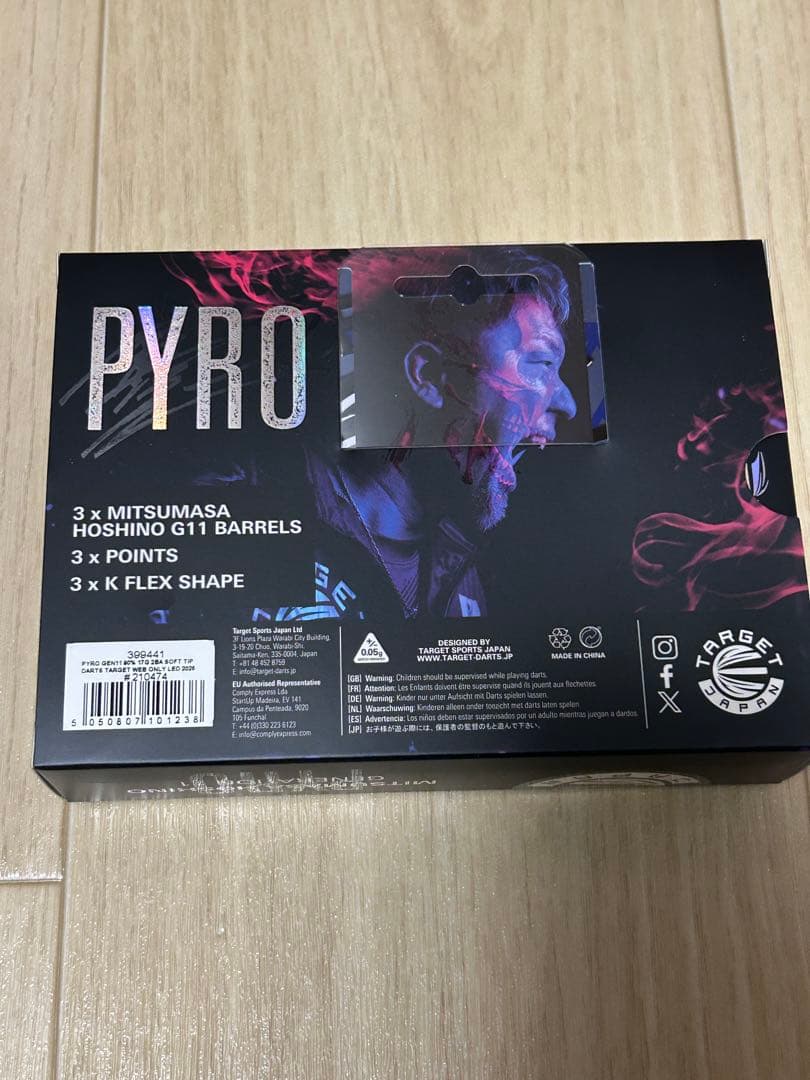 PYRO
3 x MITSUMASA
HOSHINO G11 BARRELS
3 x POINTS
3 x K FLEX SHAPE
399441
PYRO GEN11 90% 17G 2BA SOFT TIP
DARTS TARGET WEB ONLY LED 2026
#210474
5 050807 101238
Target Sports Japan Ltd
3F Lions Plaza Warabi City Building,
3-19-20 Chuo, Warabi-Shi,
Saitama-Ken, 335-0004, Japan
T: +81 48 452 8759
E: info@target-darts.jp
EU Authorised Representative
Comply Express Lda
StartUp Madeira, EV 141
Campus da Penteada, 9020
105 Funchal
T: +44 (0)330 223 6123
E: info@complyexpress.com
+/-
0.05g
DESIGNED BY
TARGET SPORTS JAPAN
WWW.TARGET-DARTS.JP
MADE IN CHINA
[GB] Warning: Children should be supervised while playing darts.
[FR] Attention: Les Enfants doivent être supervise quand ils jouent aux flechettes.
[DE] Warning: Kinder nur unter Aufsicht mit Darts spielen lassen.
[NL] Waarschuwing: Kinderen alleen onder toezicht met darts laten spelen
[ES] Advertencia: Los niños deben estar supervisados por un adulto mientras juegan a dardos.
[JP] お子様が遊ぶ際には、保護者の監督のもと遊んで下さい。
TARGET
JAPAN
MITSUMASA HOSHINO
GENERATION